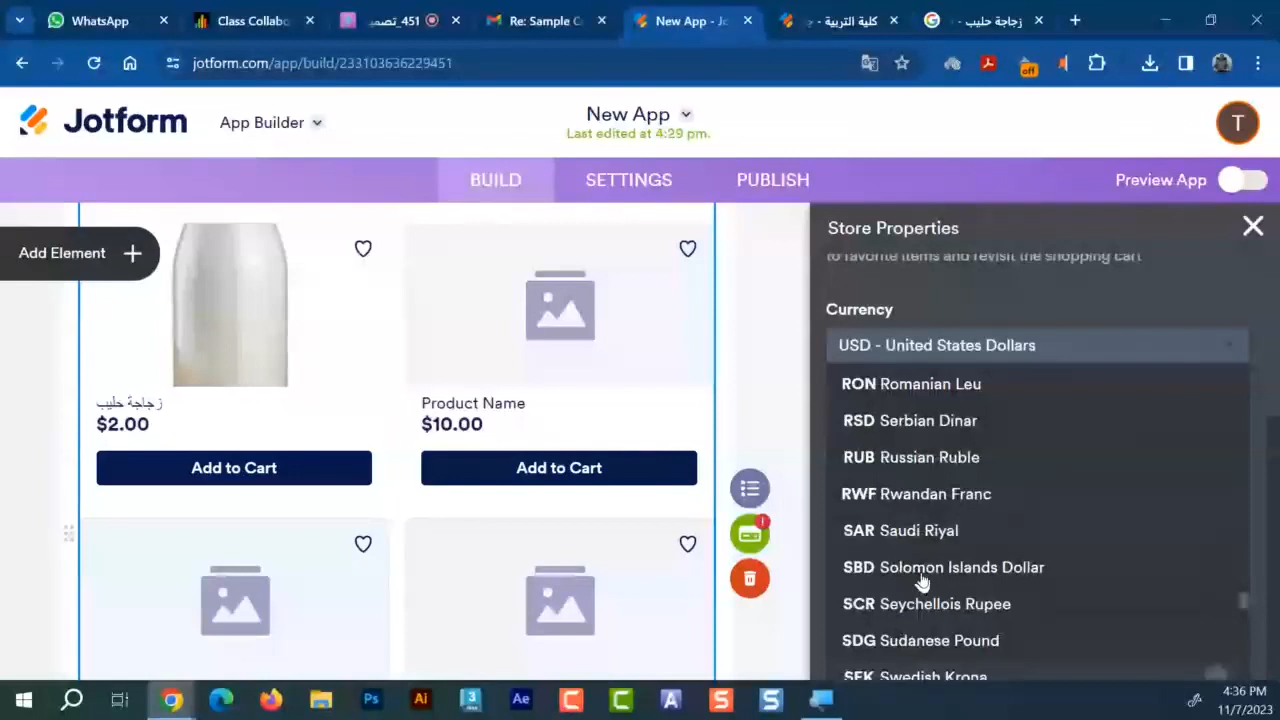 WhatsApp
Class Collabo
451_تصمي
Re: Sample C
New App - Jo
كلية التربية -
زجاجة حليب -
jotform.com/app/build/233103636229451
off
Jotform
App Builder
New App
Last edited at 4:29 pm.
T
BUILD
SETTINGS
PUBLISH
Preview App
Add Element
Store Properties
to favorite items and revisit the shopping cart
Currency
USD - United States Dollars
RON Romanian Leu
RSD Serbian Dinar
RUB Russian Ruble
RWF Rwandan Franc
SAR Saudi Riyal
SBD Solomon Islands Dollar
SCR Seychellois Rupee
SDG Sudanese Pound
SEK Swedish Krona
زجاجة حليب
$2.00
Add to Cart
Product Name
$10.00
Add to Cart
Ps
Ai
3
Ae
C
C
A
S
S
4:36 PM
11/7/2023